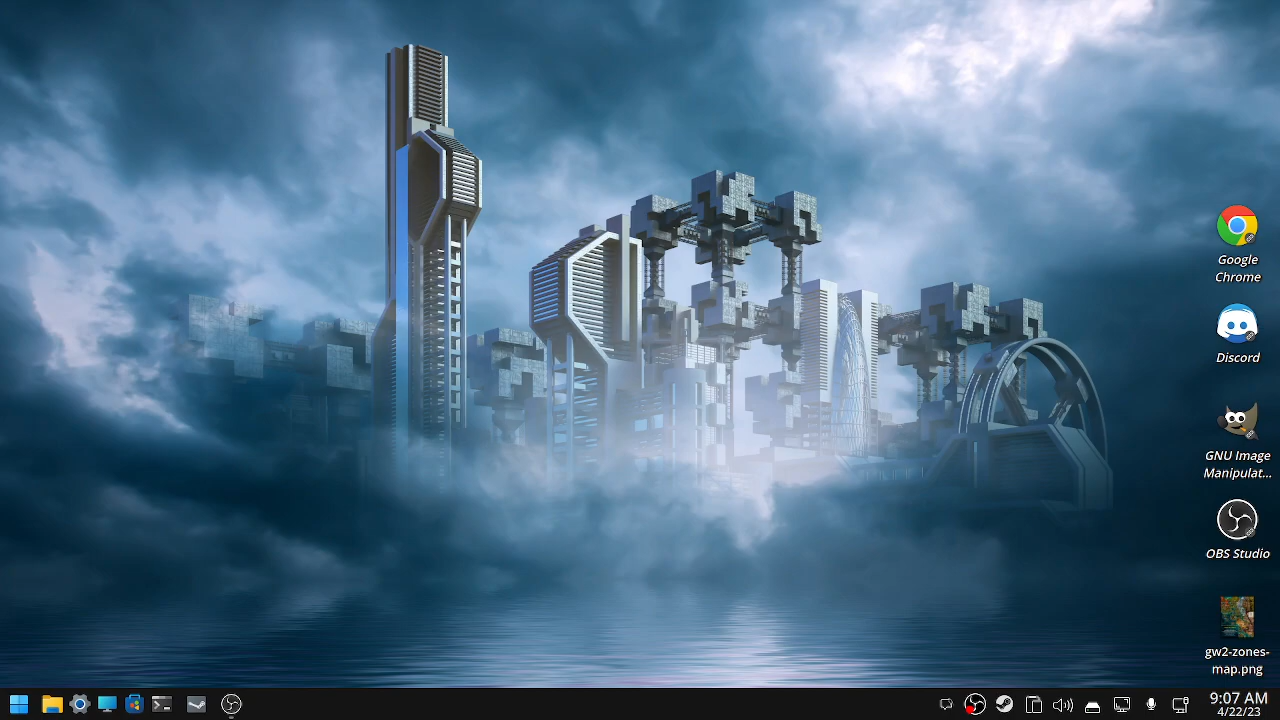 Google
Chrome
Discord
GNU Image
Manipulat...
OBS Studio
gw2-zones-
map.png
9:07 AM
4/22/23